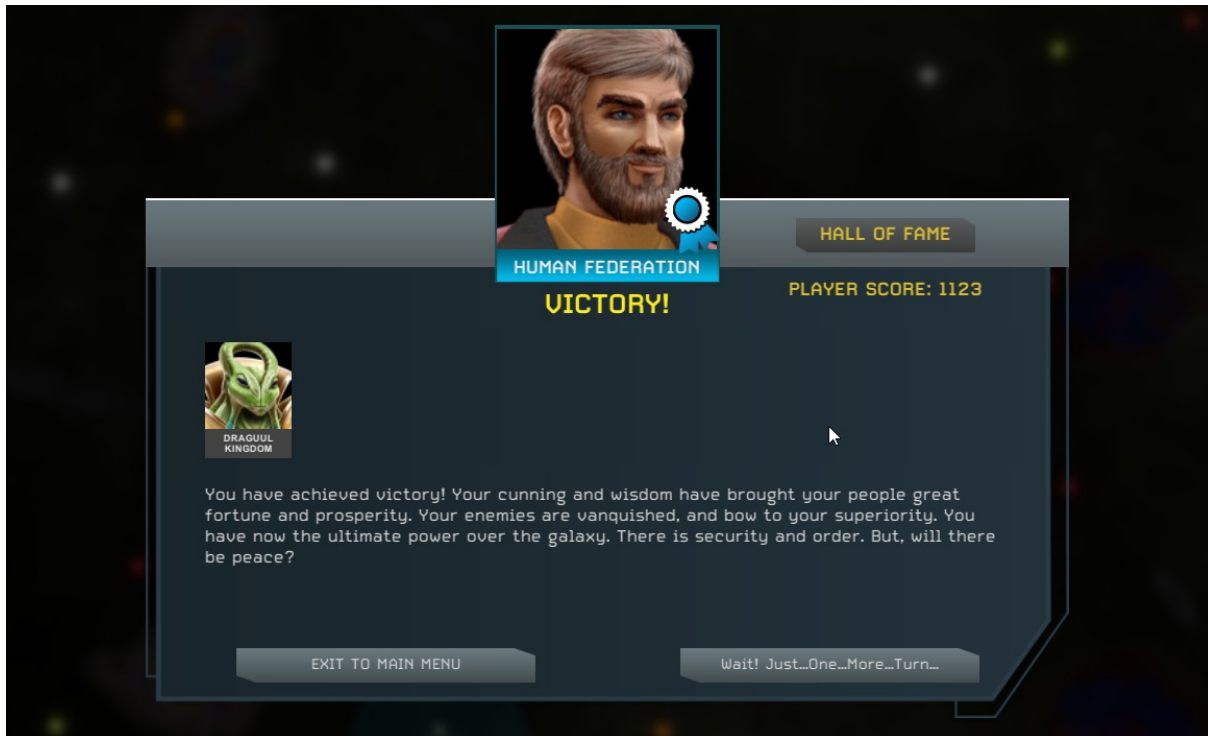 HALL OF FAME
HUMAN FEDERATION
VICTORY!
PLAYER SCORE: 1123
DRAGUUL
KINGDOM
You have achieved victory! Your cunning and wisdom have brought your people great
fortune and prosperity. Your enemies are vanquished, and bow to your superiority. You
have now the ultimate power over the galaxy. There is security and order. But, will there
be peace?
EXIT TO MAIN MENU
Wait! Just...One...More...Turn...